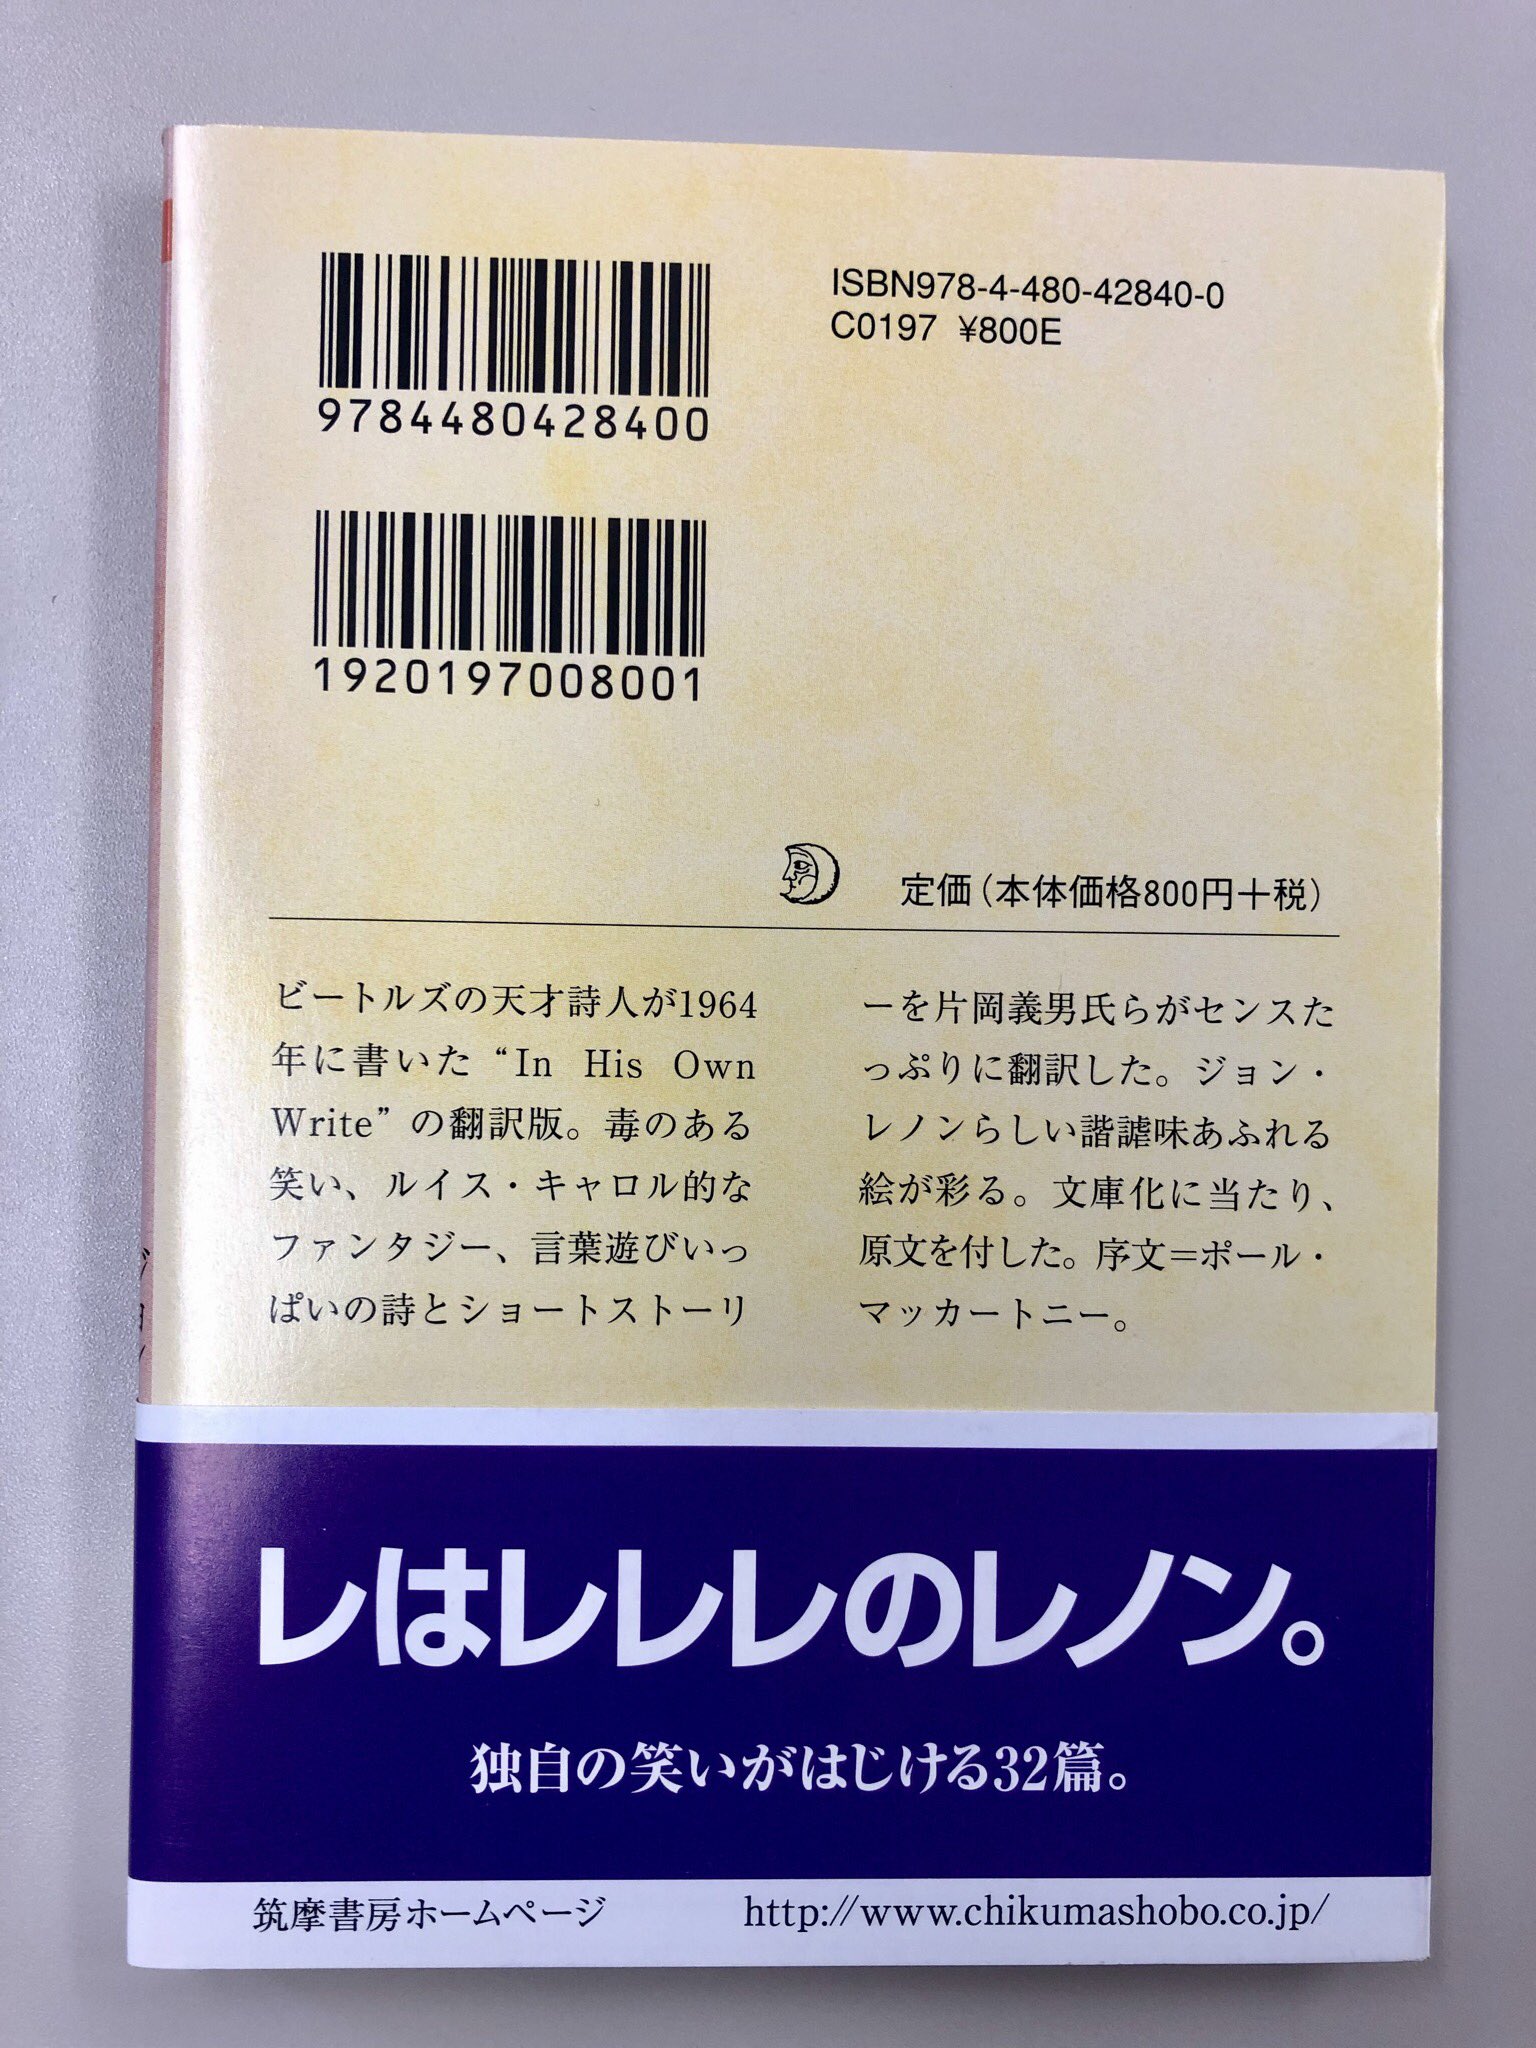 9784480428400
1920197008001
ISBN978-4-480-42840-0
C0197 ¥800E
定価(本体価格800円+税)
ビートルズの天才詩人が1964
年に書いた“In His Own
Write”の翻訳版。毒のある
笑い、ルイス・キャロル的な
ファンタジー、言葉遊びいっ
ぱいの詩とショートストーリ
ーを片岡義男氏らがセンスた
っぷりに翻訳した。ジョン・
レノンらしい諧謔味あふれる
絵が彩る。文庫化に当たり、
原文を付した。序文＝ポール・
マッカートニー。
レはレレレのレノン。
独自の笑いがはじける32篇。
筑摩書房ホームページ http://www.chikumashobo.co.jp/